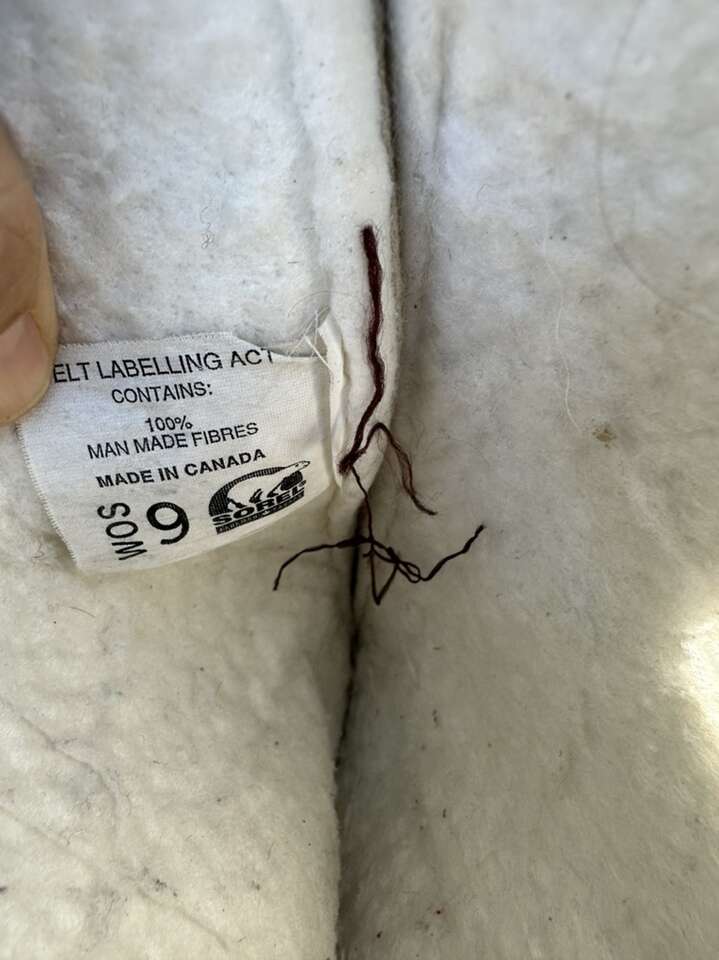 ELT LABELLING ACT
CONTAINS:
100%
MAN MADE FIBRES
MADE IN CANADA
WOS
9
SOREL